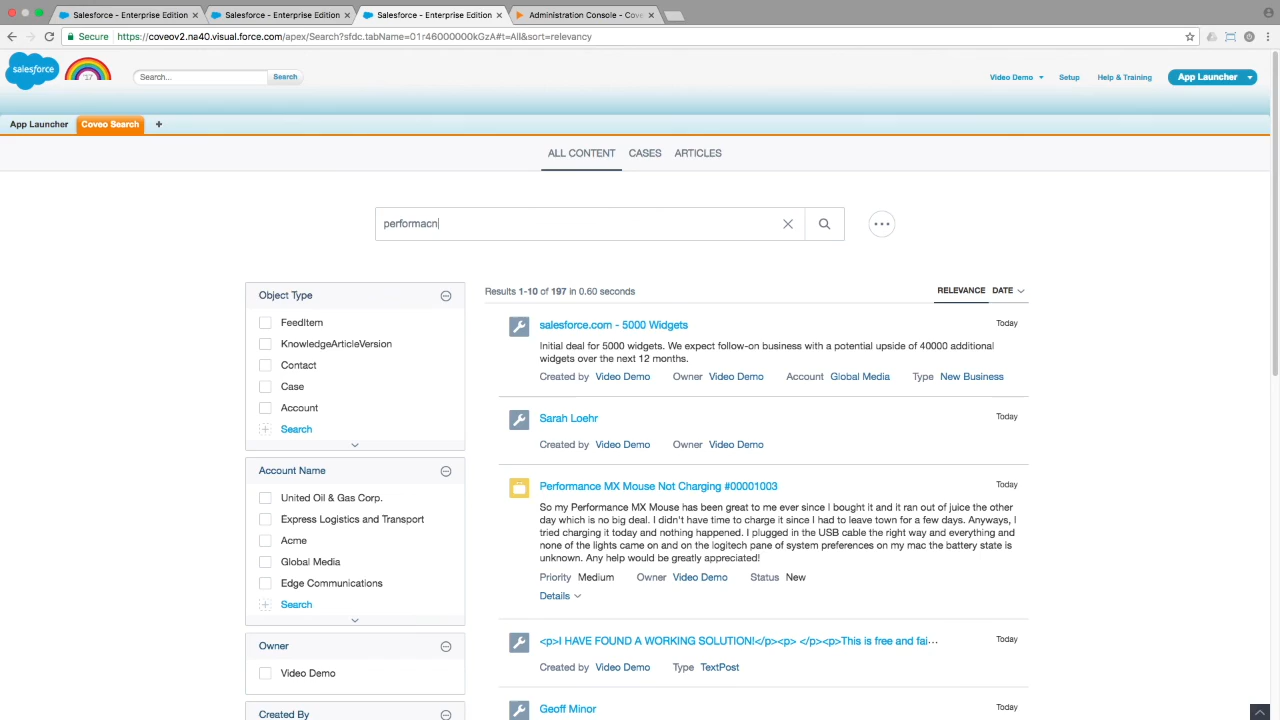 Salesforce - Enterprise Edition
Salesforce - Enterprise Edition
Salesforce - Enterprise Edition
Administration Console - Cov
Secure https://coveov2.na40.visual.force.com/apex/Search?sfdc.tabName=01r46000000kGzA#t=All&sort=relevancy
salesforce
17
Search...
Search
Video Demo
Setup
Help & Training
App Launcher
App Launcher
Coveo Search
+
ALL CONTENT
CASES
ARTICLES
performacn
Object Type
FeedItem
KnowledgeArticleVersion
Contact
Case
Account
Search
Account Name
United Oil & Gas Corp.
Express Logistics and Transport
Acme
Global Media
Edge Communications
Search
Owner
Video Demo
Created By
Results 1-10 of 197 in 0.60 seconds
RELEVANCE DATE
salesforce.com - 5000 Widgets
Today
Initial deal for 5000 widgets. We expect follow-on business with a potential upside of 40000 additional
widgets over the next 12 months.
Created by Video Demo Owner Video Demo Account Global Media Type New Business
Sarah Loehr
Today
Created by Video Demo Owner Video Demo
Performance MX Mouse Not Charging #00001003
Today
So my Performance MX Mouse has been great to me ever since I bought it and it ran out of juice the other
day which is no big deal. I didn't have time to charge it since I had to leave town for a few days. Anyways, I
tried charging it today and nothing happened. I plugged in the USB cable the right way and everything and
none of the lights came on and on the logitech pane of system preferences on my mac the battery state is
unknown. Any help would be greatly appreciated!
Priority Medium Owner Video Demo Status New
Details
<p>I HAVE FOUND A WORKING SOLUTION!</p><p> </p><p>This is free and fai...
Today
Created by Video Demo Type TextPost
Geoff Minor
Today